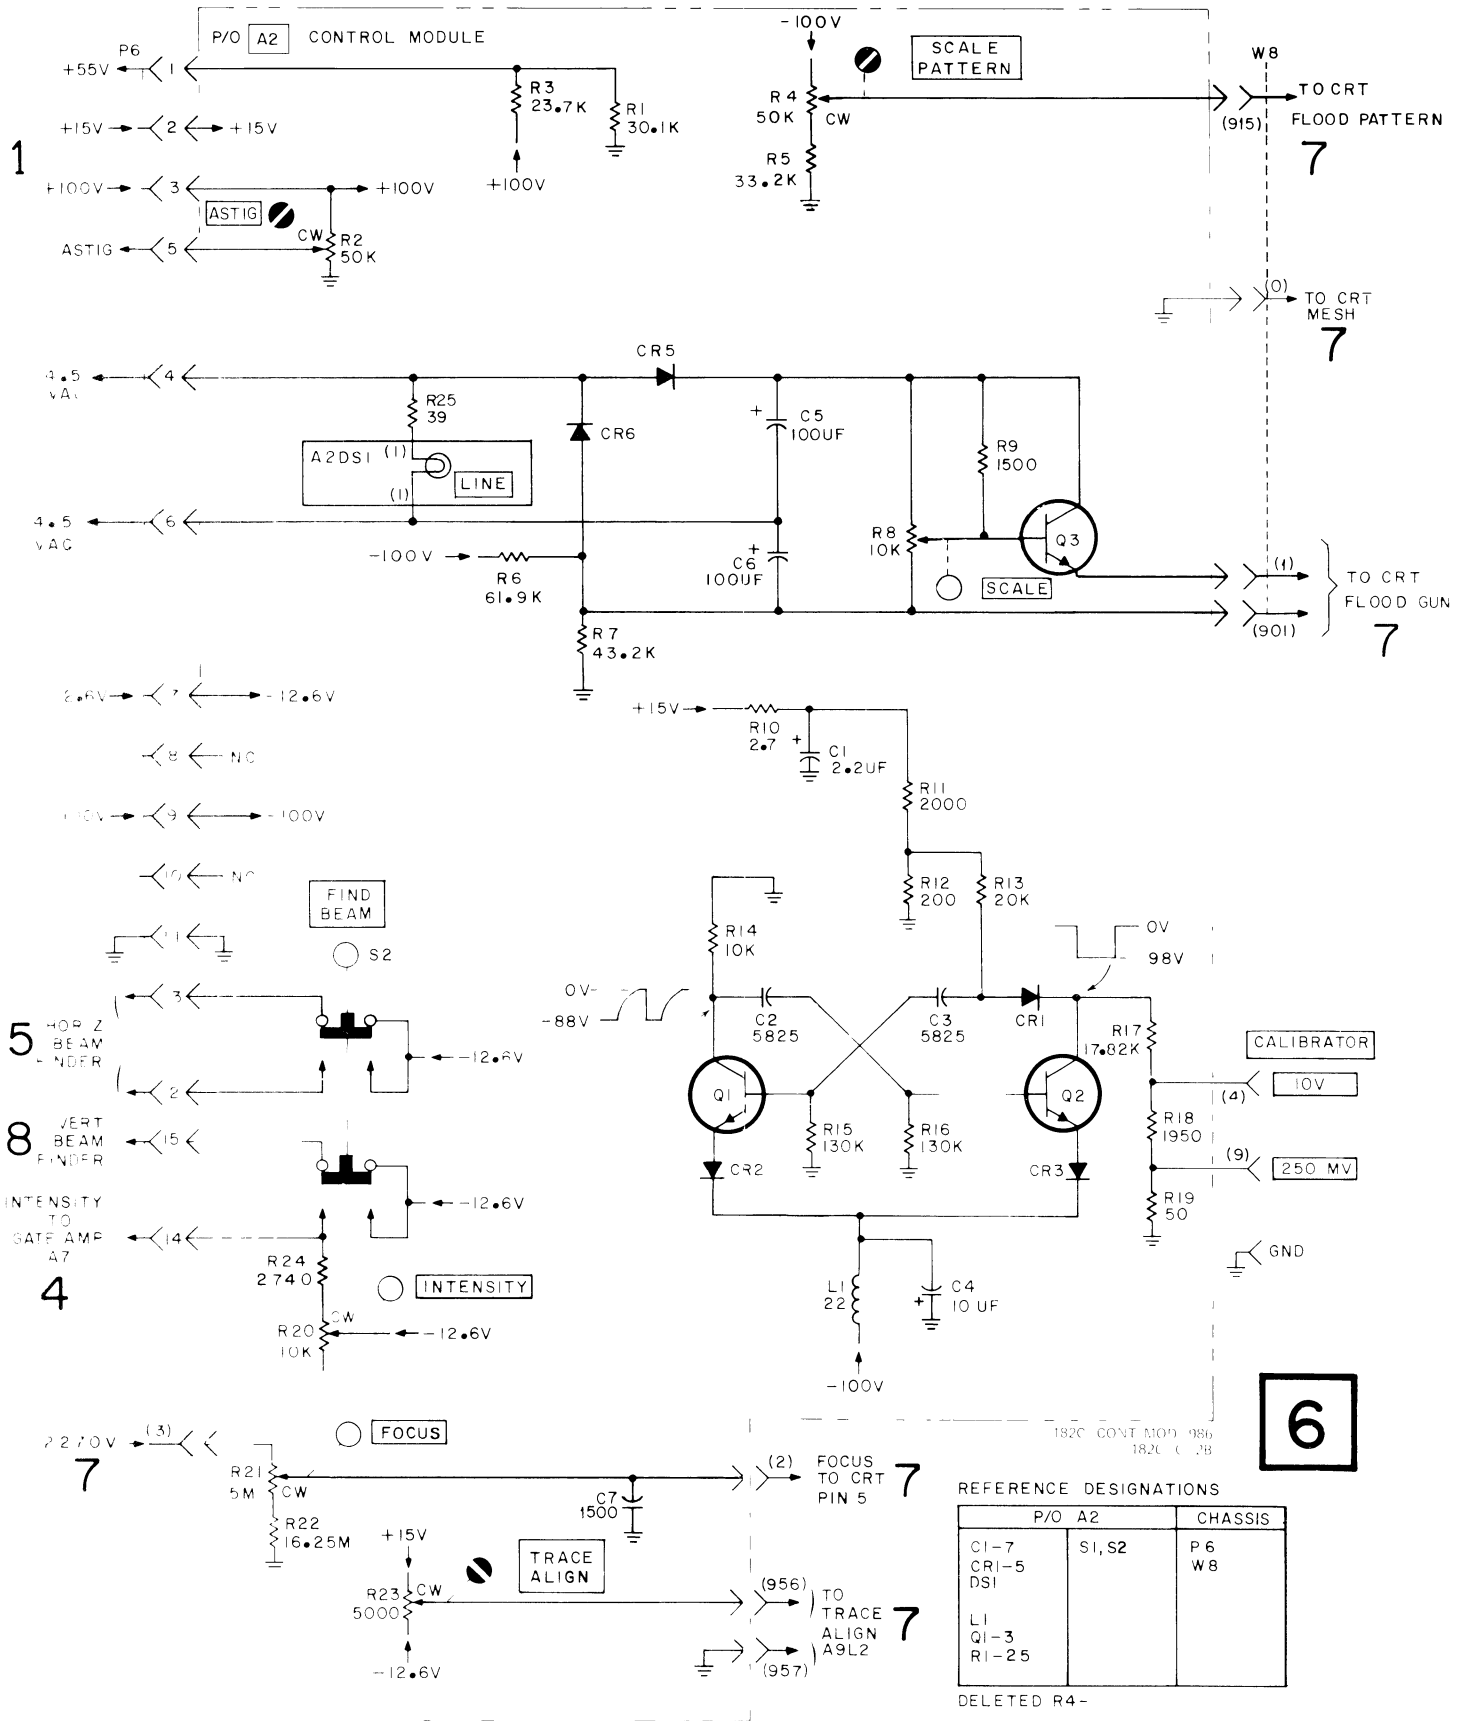 -100V
P/O A2 CONTROL MODULE
P6
+55V 1
SCALE PATTERN
W8
R3 23.7K
R1 30.1K
R4 50K CW
TO CRT
FLOOD PATTERN
(915)
7
+15V 2 +15V
1
R5 33.2K
+100V
+100V 3 +100V
ASTIG
CW R2 50K
ASTIG 5
(0)
TO CRT MESH
7
CR5
4.5 4
R25 39
CR6
+ C5 100UF
R9 1500
A2DS1 (1)
LINE
(1)
4.5 VAC 6
-100V
R6 61.9K
+ C6 100UF
R8 10K
Q3
SCALE
(1)
TO CRT
FLOOD GUN
(901)
7
R7 43.2K
2.6V 7 -12.6V
+15V
R10 2.7
+ C1 2.2UF
8 NC
R11 2000
9 -100V
10
R12 200
R13 20K
FIND BEAM
S2
R14 10K
0V
98V
3
0V-
-88V
C2 5825
C3 5825
CR1
R17 17.82K
5
BEAM
-12.6V
CALIBRATOR
10V
(4)
2
Q1
Q2
8
BEAM
15
R15 130K
R16 130K
R18 1950
(9)
250 MV
CR2
CR3
-12.6V
INTENSITY TO GATE AMP A7
14
4
R24 2740
INTENSITY
R19 50
GND
R20 10K
-12.6V
L1 22
+ C4 10 UF
-100V
6
2270V (3)
7
FOCUS
R21 5M CW
C7 1500
(2)
FOCUS TO CRT PIN 5
7
R22 16.25M
+15V
TRACE ALIGN
R23 5000 CW
(956)
TO TRACE ALIGN A9L2
7
-12.6V
(957)
REFERENCE DESIGNATIONS
P/O A2 CHASSIS
C1-7 S1,S2 P6
CR1-5 W8
DS1
L1
Q1-3
R1-25
DELETED R4-